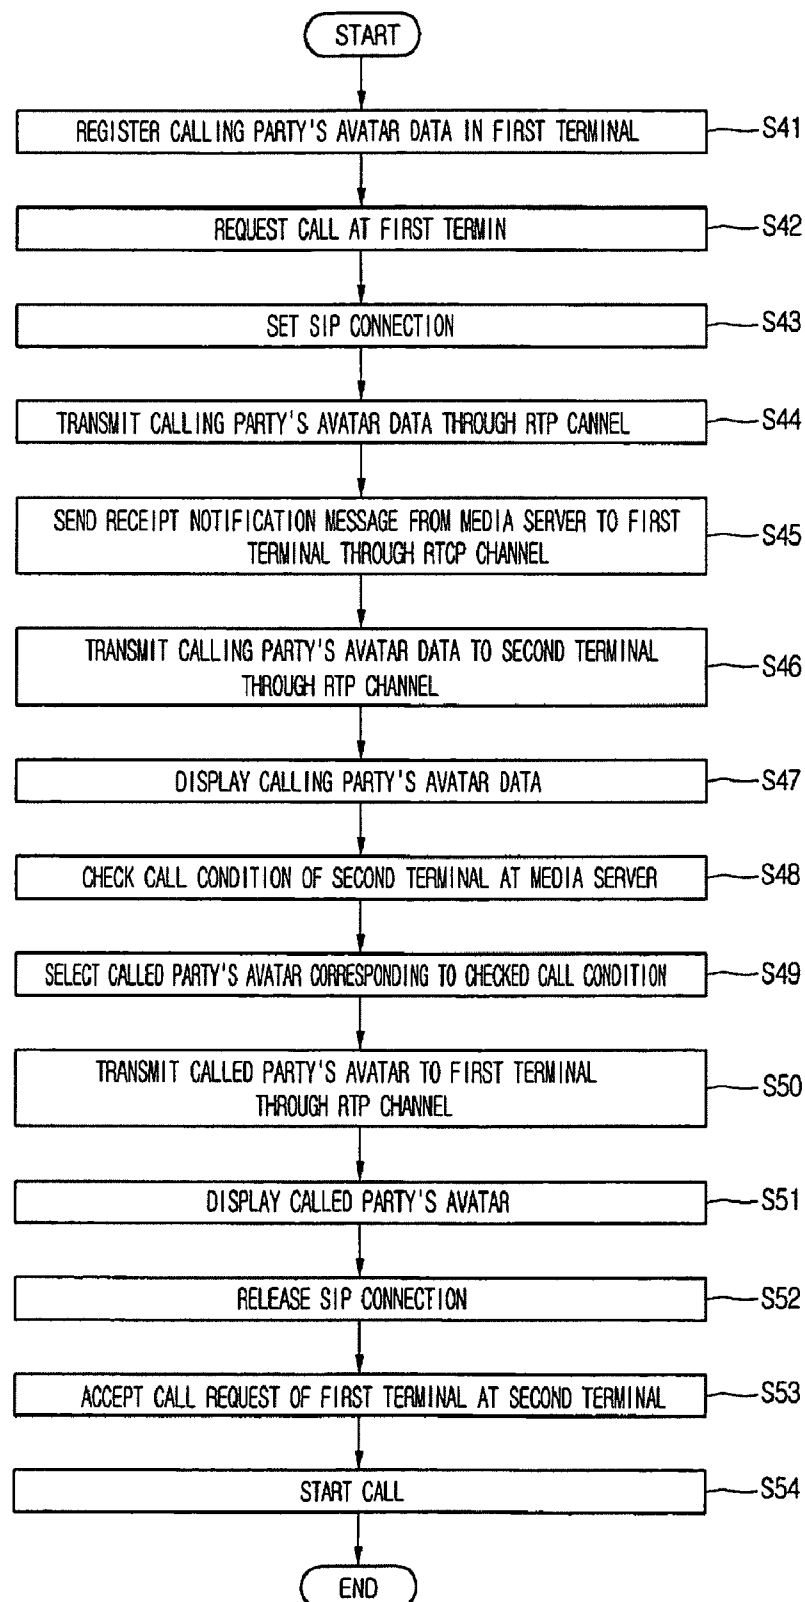 START
REGISTER CALLING PARTY'S AVATAR DATA IN FIRST TERMINAL
S41
REQUEST CALL AT FIRST TERMIN
S42
SET SIP CONNECTION
S43
TRANSMIT CALLING PARTY'S AVATAR DATA THROUGH RTP CANNEL
S44
SEND RECEIPT NOTIFICATION MESSAGE FROM MEDIA SERVER TO FIRST
TERMINAL THROUGH RTCP CHANNEL
S45
TRANSMIT CALLING PARTY'S AVATAR DATA TO SECOND TERMINAL
THROUGH RTP CHANNEL
S46
DISPLAY CALLING PARTY'S AVATAR DATA
S47
CHECK CALL CONDITION OF SECOND TERMINAL AT MEDIA SERVER
S48
SELECT CALLED PARTY'S AVATAR CORRESPONDING TO CHECKED CALL CONDITION
S49
TRANSMIT CALLED PARTY'S AVATAR TO FIRST TERMINAL
THROUGH RTP CHANNEL
S50
DISPLAY CALLED PARTY'S AVATAR
S51
RELEASE SIP CONNECTION
S52
ACCEPT CALL REQUEST OF FIRST TERMINAL AT SECOND TERMINAL
S53
START CALL
S54
END